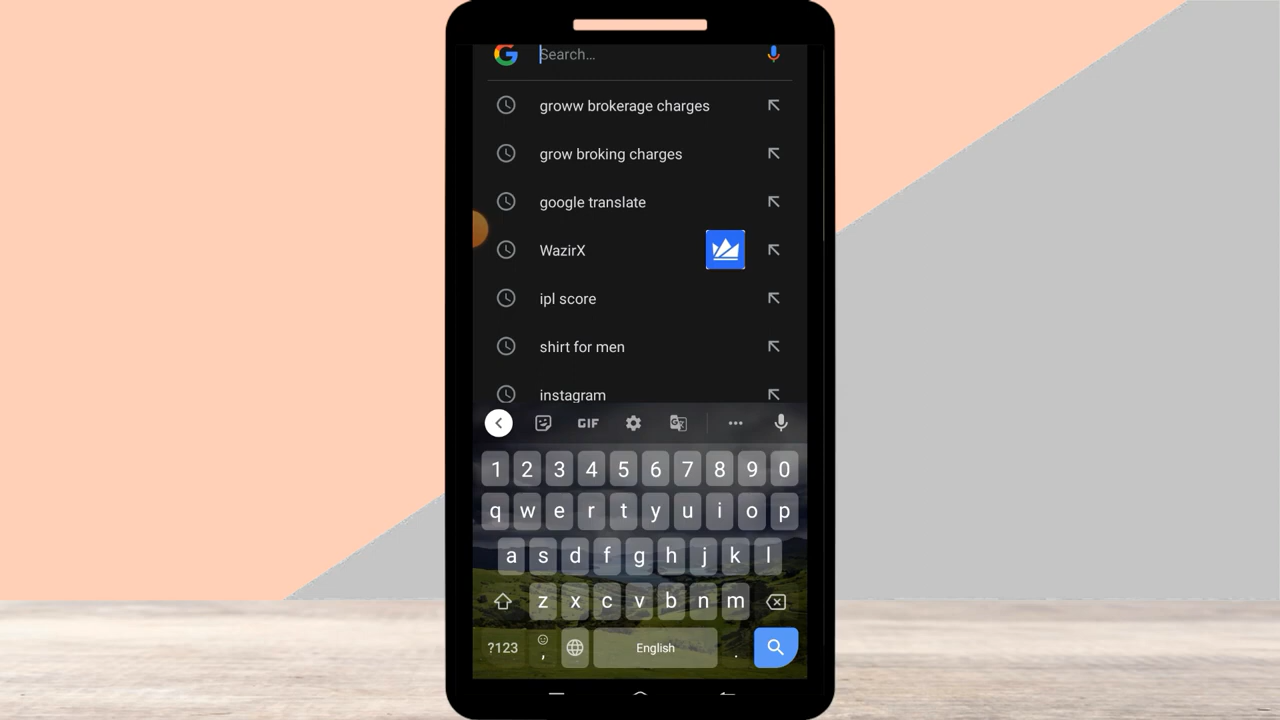 Search...
groww brokerage charges
grow broking charges
google translate
WazirX
ipl score
shirt for men
instagram
GIF
1 2 3 4 5 6 7 8 9 0
q w e r t y u i o p
a s d f g h j k l
z x c v b n m
?123 , English .